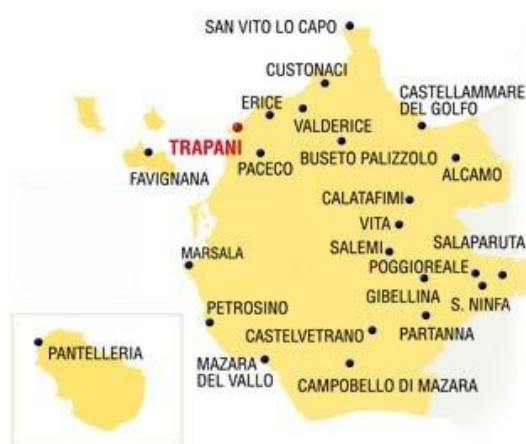 SAN VITO LO CAPO
CUSTONACI
CASTELLAMMARE
DEL GOLFO
ERICE
VALDERICE
TRAPANI
BUSETO PALIZZOLO
PACECO
ALCAMO
FAVIGNANA
CALATAFIMI
VITA
SALAPARUTA
SALEMI
MARSALA
POGGIOREALE
GIBELLINA
S. NINFA
PETROSINO
CASTELVETRANO
PARTANNA
PANTELLERIA
MAZARA
DEL VALLO
CAMPOBELLO DI MAZARA